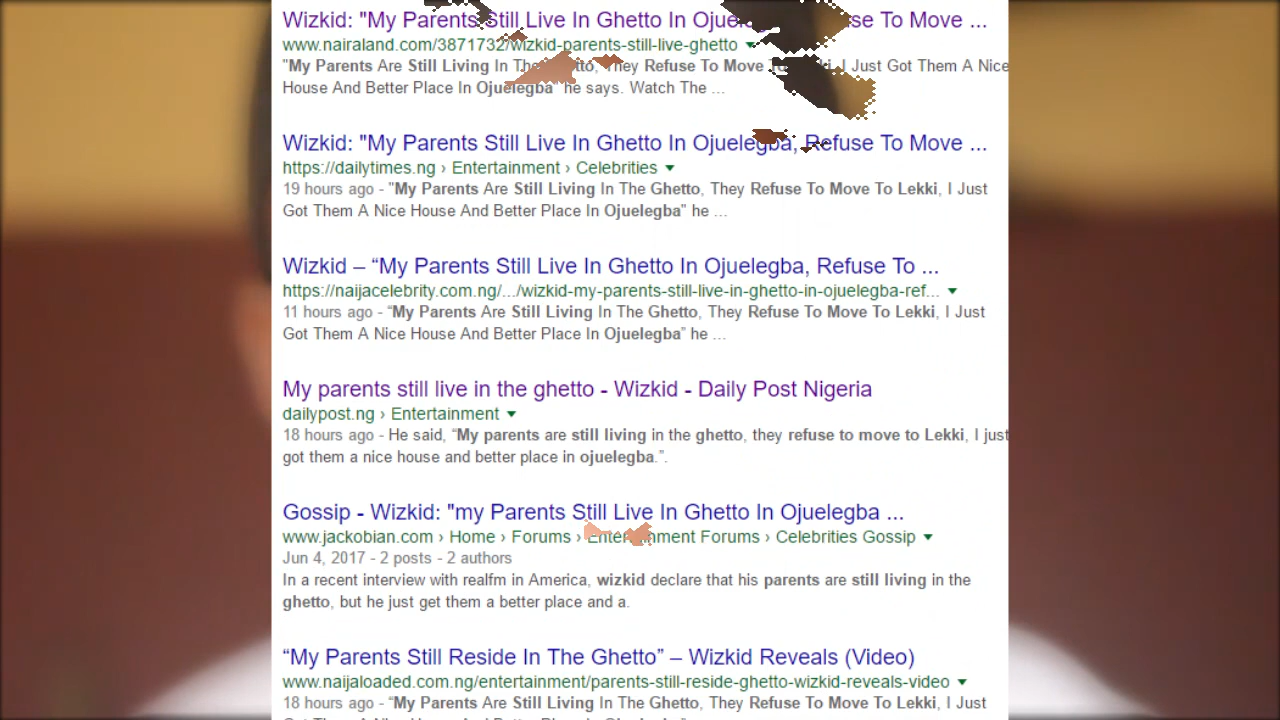 Wizkid: "My Parents Still Live In Ghetto In se To Move ...
www.nairaland.com/3871732/wizkid-parents-still-live-ghetto
"My Parents Are Still Living In The They Refuse To Move I Just Got Them A Nice
House And Better Place In Ojuelegba" he says. Watch The ...
Wizkid: "My Parents Still Live In Ghetto In Ojuelegba, Refuse To Move ...
https://dailytimes.ng › Entertainment › Celebrities
19 hours ago - "My Parents Are Still Living In The Ghetto, They Refuse To Move To Lekki, I Just
Got Them A Nice House And Better Place In Ojuelegba" he ...
Wizkid – “My Parents Still Live In Ghetto In Ojuelegba, Refuse To ...
https://naijacelebrity.com.ng/.../wizkid-my-parents-still-live-in-ghetto-in-ojuelegba-ref...
11 hours ago - “My Parents Are Still Living In The Ghetto, They Refuse To Move To Lekki, I Just
Got Them A Nice House And Better Place In Ojuelegba” he ...
My parents still live in the ghetto - Wizkid - Daily Post Nigeria
dailypost.ng › Entertainment
18 hours ago - He said, “My parents are still living in the ghetto, they refuse to move to Lekki, I just
got them a nice house and better place in ojuelegba.”.
Gossip - Wizkid: "my Parents Still Live In Ghetto In Ojuelegba ...
www.jackobian.com › Home › Forums › Entertainment Forums › Celebrities Gossip
Jun 4, 2017 - 2 posts - 2 authors
In a recent interview with realfm in America, wizkid declare that his parents are still living in the
ghetto, but he just get them a better place and a.
“My Parents Still Reside In The Ghetto” – Wizkid Reveals (Video)
www.naijaloaded.com.ng/entertainment/parents-still-reside-ghetto-wizkid-reveals-video
18 hours ago - “My Parents Are Still Living In The Ghetto, They Refuse To Move To Lekki, I Just